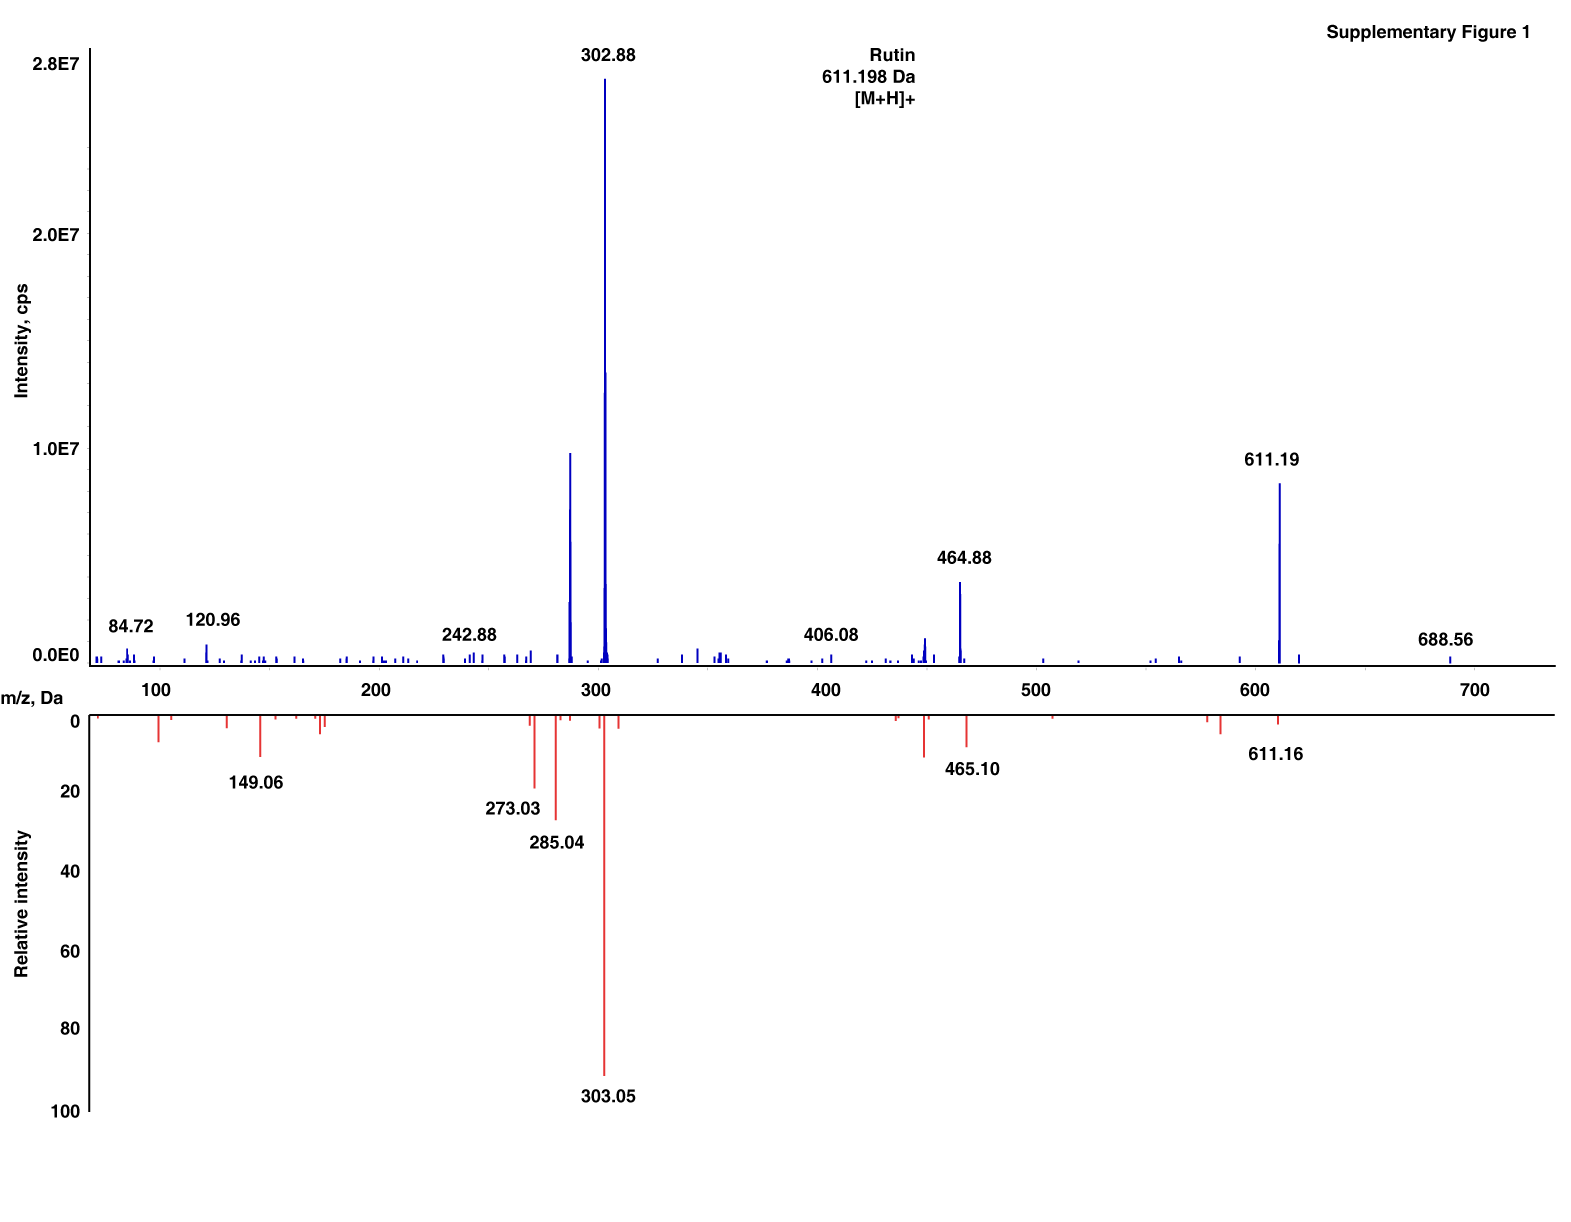 Supplementary Figure 1
Rutin
611.198 Da
[M+H]+
302.88
2.8E7
2.0E7
1.0E7
0.0E0
Intensity, cps
84.72
120.96
242.88
406.08
464.88
611.19
688.56
100
200
300
400
500
600
700
m/z, Da
0
20
40
60
80
100
Relative intensity
149.06
273.03
285.04
303.05
465.10
611.16